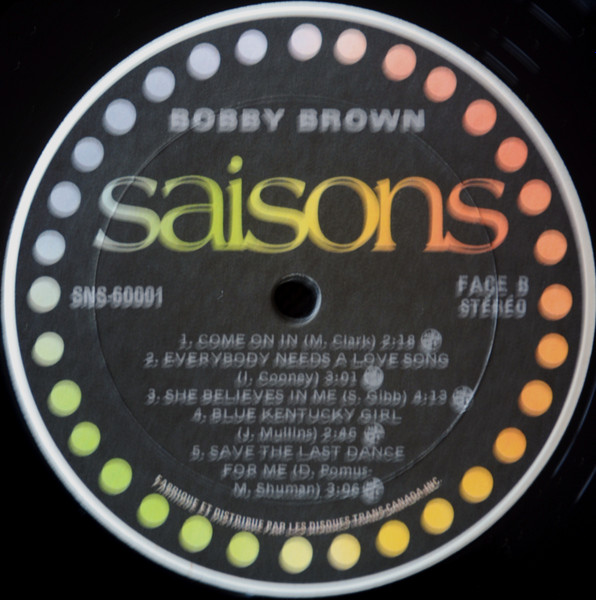 BOBBY BROWN
saisons
SNS-60001
FACE B
STÉRÉO
1. COME ON IN (M. Clark) 2:18
2. EVERYBODY NEEDS A LOVE SONG
(J. Cooney) 3:01
3. SHE BELIEVES IN ME (S. Gibb) 4:13
4. BLUE KENTUCKY GIRL
(J. Mullins) 2:46
5. SAVE THE LAST DANCE
FOR ME (D. Pomus-
M. Shuman) 3:06
FABRIQUÉ ET DISTRIBUÉ PAR LES DISQUES TRANS-CANADA INC.